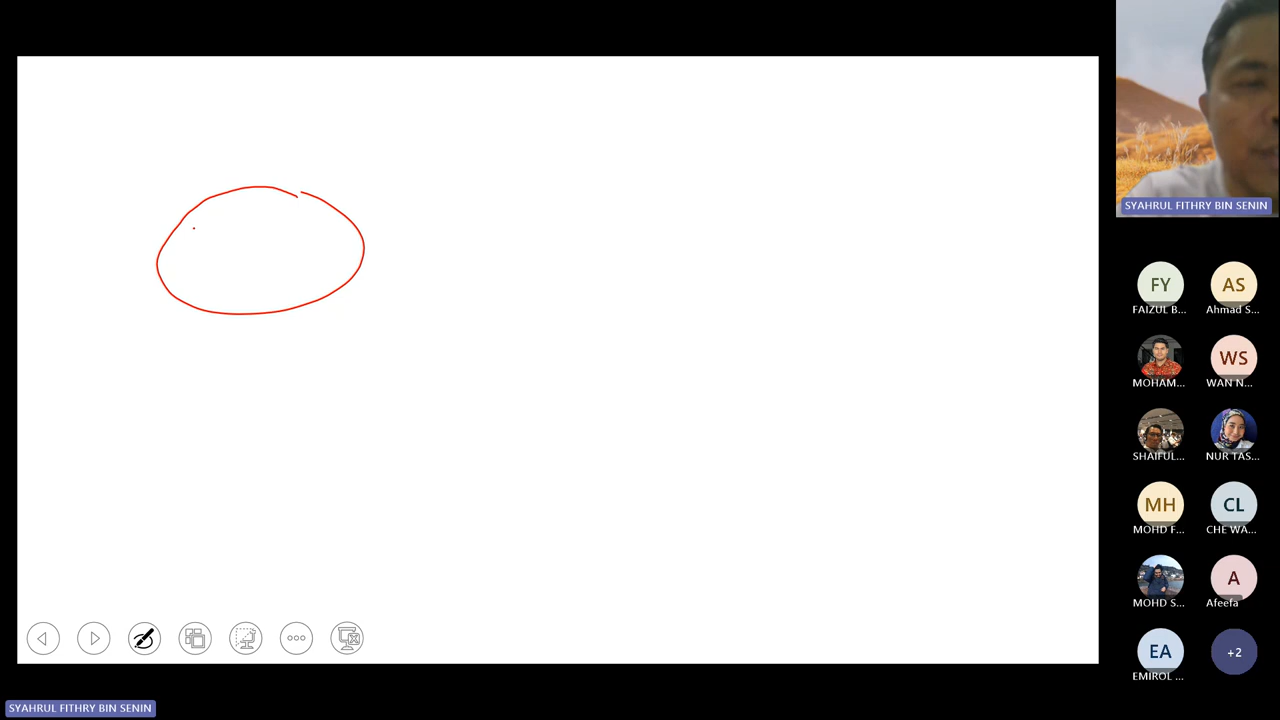 SYAHRUL FITHRY BIN SENIN
FY
FAIZUL B...
AS
Ahmad S...
MOHAM...
WS
WAN N...
SHAIFUL...
NUR TAS...
MH
MOHD F...
CL
CHE WA...
MOHD S...
A
Afeefa
EA
EMIROL ...
+2
SYAHRUL FITHRY BIN SENIN